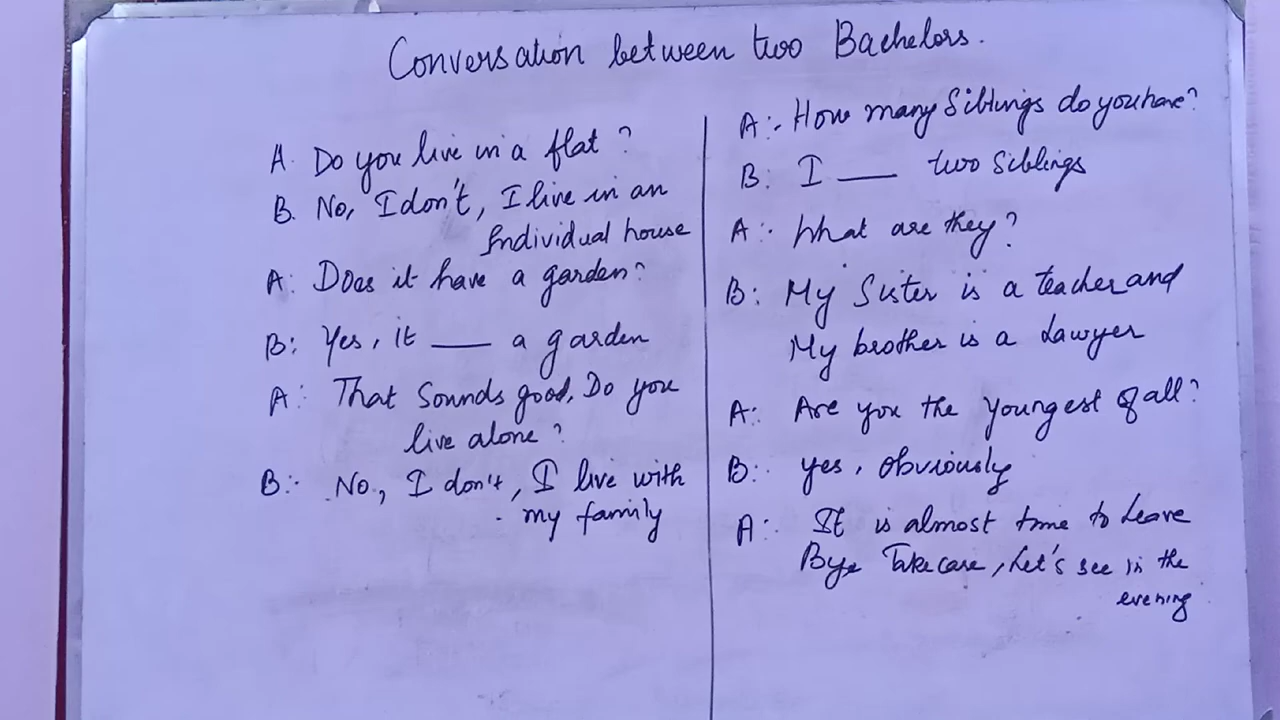 Conversation between two Bachelors.
A. Do you live in a flat?
B. No, I don't, I live in an
Individual house
A: Does it have a garden?
B: Yes, it ___ a garden
A: That Sounds good, Do you
live alone?
B:- No, I don't, I live with
my family
A:- How many Siblings do you have?
B: I ___ two Siblings
A:- What are they?
B: My Sister is a teacher and
My brother is a Lawyer
A: Are you the Youngest of all?
B:- yes, Obviously
A: It is almost time to Leave
Bye Take care, Let's see in the
evening